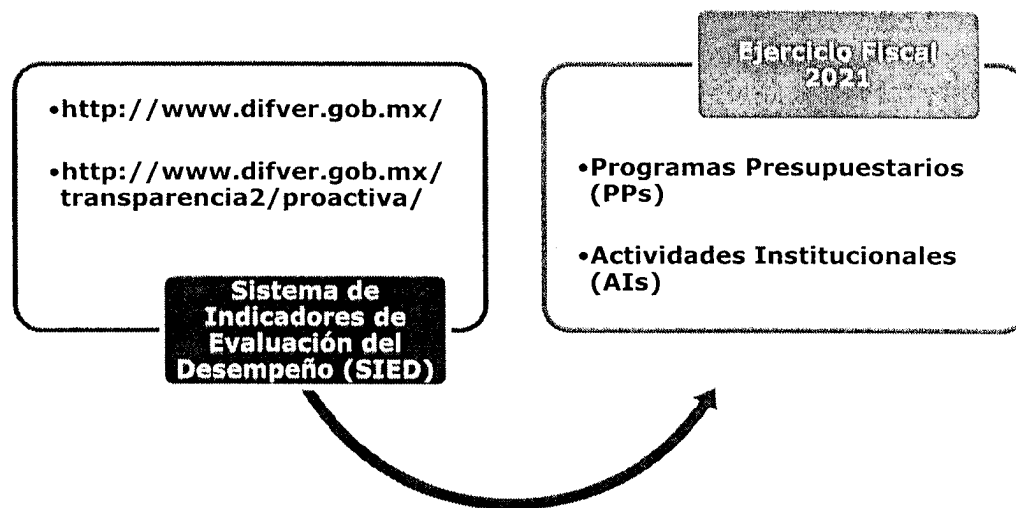 •http://www.difver.gob.mx/
•http://www.difver.gob.mx/
transparencia2/proactiva/
Sistema de
Indicadores de
Evaluación del
Desempeño (SIED)
Ejercicio Fiscal
2021
•Programas Presupuestarios
(PPs)
•Actividades Institucionales
(AIs)